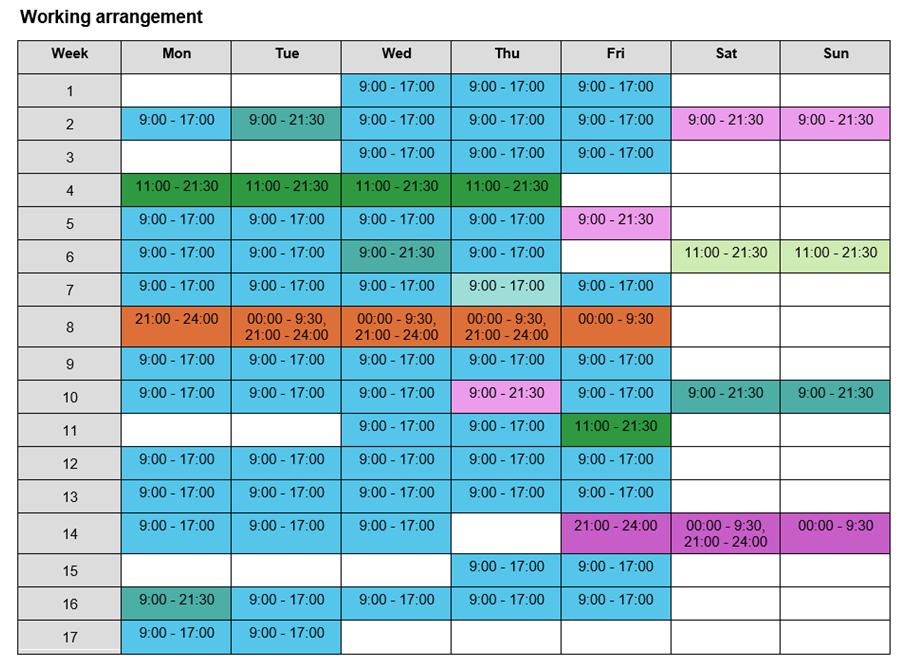 Working arrangement
Week Mon Tue Wed Thu Fri Sat Sun
1 9:00 - 17:00 9:00 - 17:00 9:00 - 17:00
2 9:00 - 17:00 9:00 - 21:30 9:00 - 17:00 9:00 - 17:00 9:00 - 17:00 9:00 - 21:30 9:00 - 21:30
3 9:00 - 17:00 9:00 - 17:00 9:00 - 17:00
4 11:00 - 21:30 11:00 - 21:30 11:00 - 21:30 11:00 - 21:30
5 9:00 - 17:00 9:00 - 17:00 9:00 - 17:00 9:00 - 17:00 9:00 - 21:30
6 9:00 - 17:00 9:00 - 17:00 9:00 - 21:30 9:00 - 17:00 11:00 - 21:30 11:00 - 21:30
7 9:00 - 17:00 9:00 - 17:00 9:00 - 17:00 9:00 - 17:00 9:00 - 17:00
8 21:00 - 24:00 00:00 - 9:30, 00:00 - 9:30, 00:00 - 9:30, 00:00 - 9:30
21:00 - 24:00 21:00 - 24:00 21:00 - 24:00
9 9:00 - 17:00 9:00 - 17:00 9:00 - 17:00 9:00 - 17:00 9:00 - 17:00
10 9:00 - 17:00 9:00 - 17:00 9:00 - 17:00 9:00 - 21:30 9:00 - 17:00 9:00 - 21:30 9:00 - 21:30
11 9:00 - 17:00 9:00 - 17:00 11:00 - 21:30
12 9:00 - 17:00 9:00 - 17:00 9:00 - 17:00 9:00 - 17:00 9:00 - 17:00
13 9:00 - 17:00 9:00 - 17:00 9:00 - 17:00 9:00 - 17:00 9:00 - 17:00
14 9:00 - 17:00 9:00 - 17:00 9:00 - 17:00 21:00 - 24:00 00:00 - 9:30, 00:00 - 9:30
21:00 - 24:00
15 9:00 - 17:00 9:00 - 17:00
16 9:00 - 21:30 9:00 - 17:00 9:00 - 17:00 9:00 - 17:00 9:00 - 17:00
17 9:00 - 17:00 9:00 - 17:00